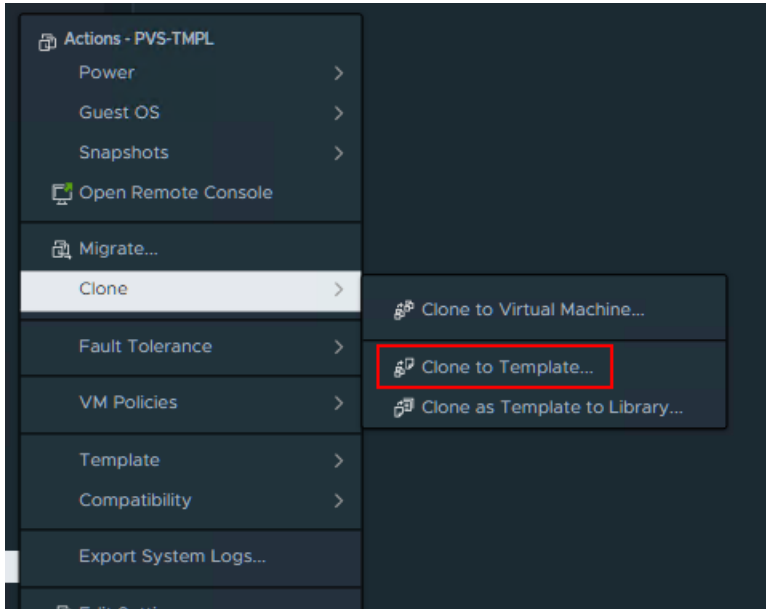 Actions - PVS-TMPL
Power
Guest OS
Snapshots
Open Remote Console
Migrate...
Clone
Clone to Virtual Machine...
Fault Tolerance
Clone to Template...
VM Policies
Clone as Template to Library...
Template
Compatibility
Export System Logs...